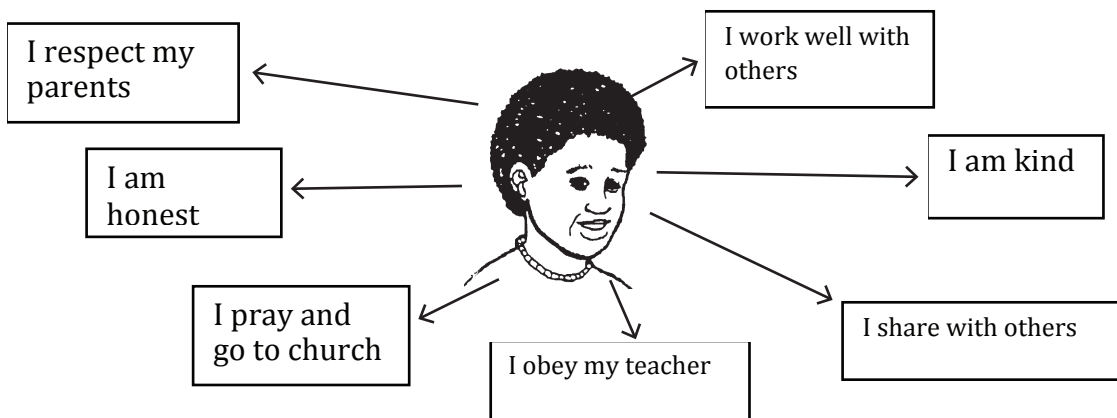 I respect my
parents
I work well with
others
I am
honest
I am kind
I pray and
go to church
I obey my teacher
I share with others